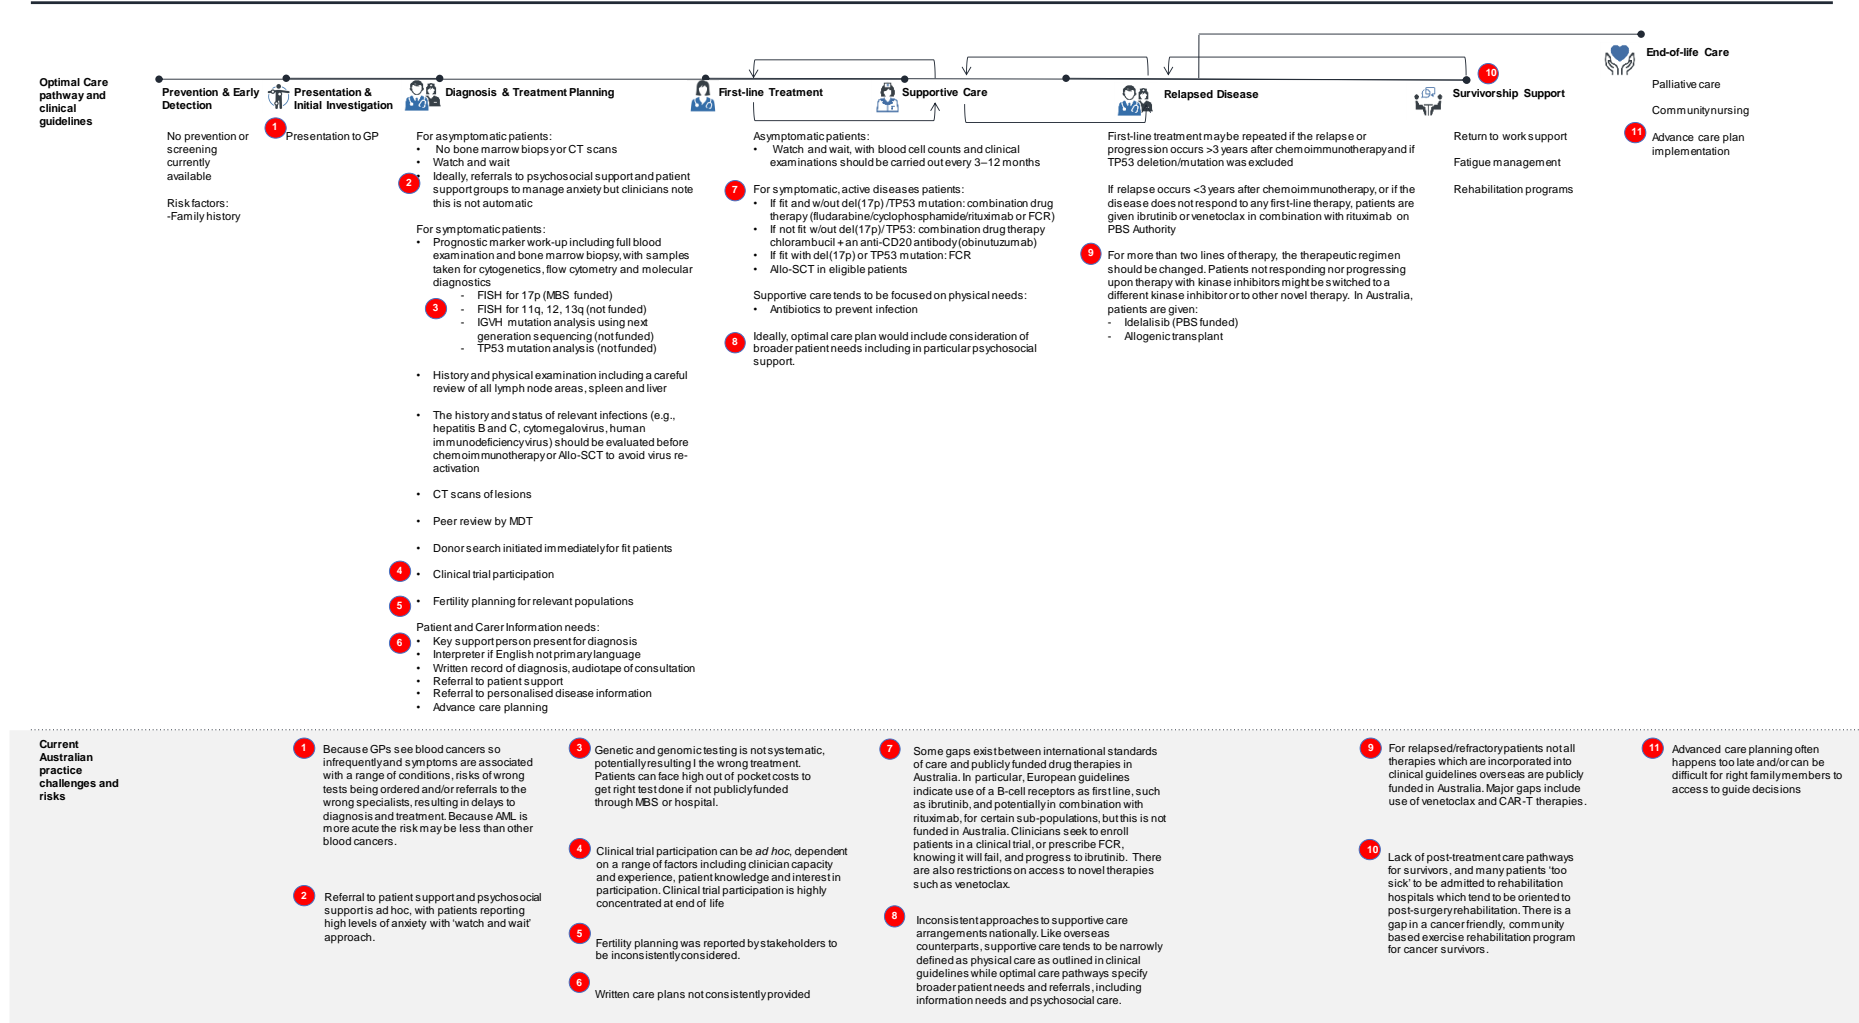 Optimal Care
pathway and
clinical
guidelines
Prevention & Early
Detection
No prevention or
screening
currently
available
Risk factors:
-Family history
Presentation &
Initial Investigation
1
Presentation to GP
Diagnosis & Treatment Planning
For asymptomatic patients:
• No bone marrow biopsy or CT scans
• Watch and wait
2
• Ideally, referrals to psychosocial support and patient
support groups to manage anxiety but clinicians note
this is not automatic
For symptomatic patients:
• Prognostic marker work-up including full blood
examination and bone marrow biopsy, with samples
taken for cytogenetics, flow cytometry and molecular
diagnostics
3
- FISH for 17p (MBS funded)
- FISH for 11q, 12, 13q (not funded)
- IGVH mutation analysis using next
generation sequencing (not funded)
- TP53 mutation analysis (not funded)
• History and physical examination including a careful
review of all lymph node areas, spleen and liver
• The history and status of relevant infections (e.g.,
hepatitis B and C, cytomegalovirus, human
immunodeficiency virus) should be evaluated before
chemoimmunotherapy or Allo-SCT to avoid virus re-
activation
• CT scans of lesions
• Peer review by MDT
• Donor search initiated immediately for fit patients
4
• Clinical trial participation
5
• Fertility planning for relevant populations
Patient and Carer Information needs:
6
• Key support person present for diagnosis
• Interpreter if English not primary language
• Written record of diagnosis, audiotape of consultation
• Referral to patient support
• Referral to personalised disease information
• Advance care planning
First-line Treatment
Supportive Care
Asymptomatic patients:
• Watch and wait, with blood cell counts and clinical
examinations should be carried out every 3–12 months
7
For symptomatic, active diseases patients:
• If fit and w/out del(17p) /TP53 mutation: combination drug
therapy (fludarabine/cyclophosphamide/rituximab or FCR)
• If not fit w/out del(17p)/ TP53: combination drug therapy
chlorambucil + an anti-CD20 antibody (obinutuzumab)
• If fit with del(17p) or TP53 mutation: FCR
• Allo-SCT in eligible patients
Supportive care tends to be focused on physical needs:
• Antibiotics to prevent infection
8
Ideally, optimal care plan would include consideration of
broader patient needs including in particular psychosocial
support.
Relapsed Disease
First-line treatment may be repeated if the relapse or
progression occurs >3 years after chemoimmunotherapy and if
TP53 deletion/mutation was excluded
If relapse occurs <3 years after chemoimmunotherapy, or if the
disease does not respond to any first-line therapy, patients are
given ibrutinib or venetoclax in combination with rituximab on
PBS Authority
9
For more than two lines of therapy, the therapeutic regimen
should be changed. Patients not responding nor progressing
upon therapy with kinase inhibitors might be switched to a
different kinase inhibitor or to other novel therapy. In Australia,
patients are given:
- Idelalisib (PBS funded)
- Allogenic transplant
10
Survivorship Support
Return to work support
Fatigue management
Rehabilitation programs
End-of-life Care
Palliative care
Community nursing
11
Advance care plan
implementation
Current
Australian
practice
challenges and
risks
1
Because GPs see blood cancers so
infrequently and symptoms are associated
with a range of conditions, risks of wrong
tests being ordered and/or referrals to the
wrong specialists, resulting in delays to
diagnosis and treatment. Because AML is
more acute the risk may be less than other
blood cancers.
2
Referral to patient support and psychosocial
support is ad hoc, with patients reporting
high levels of anxiety with ‘watch and wait’
approach.
3
Genetic and genomic testing is not systematic,
potentially resulting I the wrong treatment.
Patients can face high out of pocket costs to
get right test done if not publicly funded
through MBS or hospital.
4
Clinical trial participation can be ad hoc, dependent
on a range of factors including clinician capacity
and experience, patient knowledge and interest in
participation. Clinical trial participation is highly
concentrated at end of life
5
Fertility planning was reported by stakeholders to
be inconsistently considered.
6
Written care plans not consistently provided
7
Some gaps exist between international standards
of care and publicly funded drug therapies in
Australia. In particular, European guidelines
indicate use of a B-cell receptors as first line, such
as ibrutinib, and potentially in combination with
rituximab, for certain sub-populations, but this is not
funded in Australia. Clinicians seek to enroll
patients in a clinical trial, or prescribe FCR,
knowing it will fail, and progress to ibrutinib. There
are also restrictions on access to novel therapies
such as venetoclax.
8
Inconsistent approaches to supportive care
arrangements nationally. Like overseas
counterparts, supportive care tends to be narrowly
defined as physical care as outlined in clinical
guidelines while optimal care pathways specify
broader patient needs and referrals, including
information needs and psychosocial care.
9
For relapsed/refractory patients not all
therapies which are incorporated into
clinical guidelines overseas are publicly
funded in Australia. Major gaps include
use of venetoclax and CAR-T therapies.
10
Lack of post-treatment care pathways
for survivors, and many patients ‘too
sick’ to be admitted to rehabilitation
hospitals which tend to be oriented to
post-surgery rehabilitation. There is a
gap in a cancer friendly, community
based exercise rehabilitation program
for cancer survivors.
11
Advanced care planning often
happens too late and/or can be
difficult for right family members to
access to guide decisions